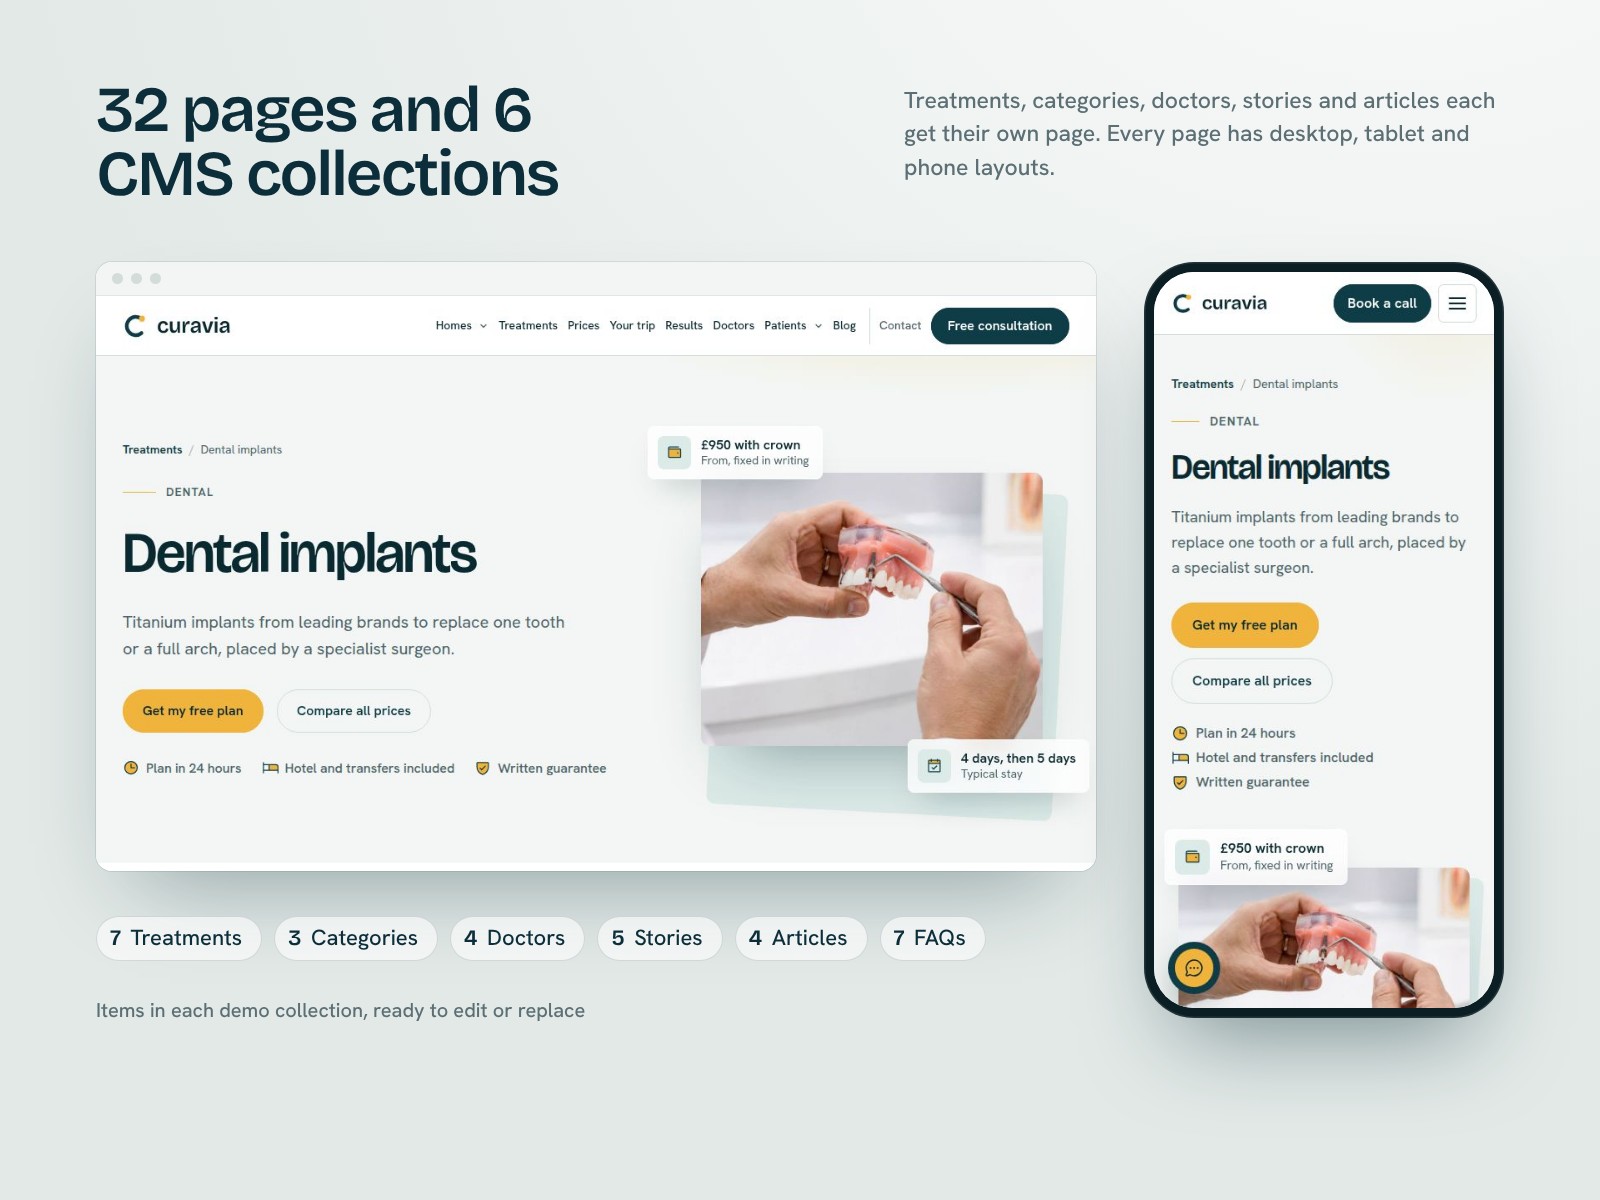 32 pages and 6
CMS collections
Treatments, categories, doctors, stories and articles each
get their own page. Every page has desktop, tablet and
phone layouts.
curavia
Homes Treatments Prices Your trip Results Doctors Patients Blog Contact Free consultation
Treatments / Dental implants
DENTAL
Dental implants
Titanium implants from leading brands to replace one tooth
or a full arch, placed by a specialist surgeon.
Get my free plan Compare all prices
Plan in 24 hours Hotel and transfers included Written guarantee
£950 with crown
From, fixed in writing
4 days, then 5 days
Typical stay
curavia Book a call
Treatments / Dental implants
DENTAL
Dental implants
Titanium implants from leading brands to
replace one tooth or a full arch, placed by
a specialist surgeon.
Get my free plan
Compare all prices
Plan in 24 hours
Hotel and transfers included
Written guarantee
£950 with crown
From, fixed in writing
7 Treatments 3 Categories 4 Doctors 5 Stories 4 Articles 7 FAQs
Items in each demo collection, ready to edit or replace